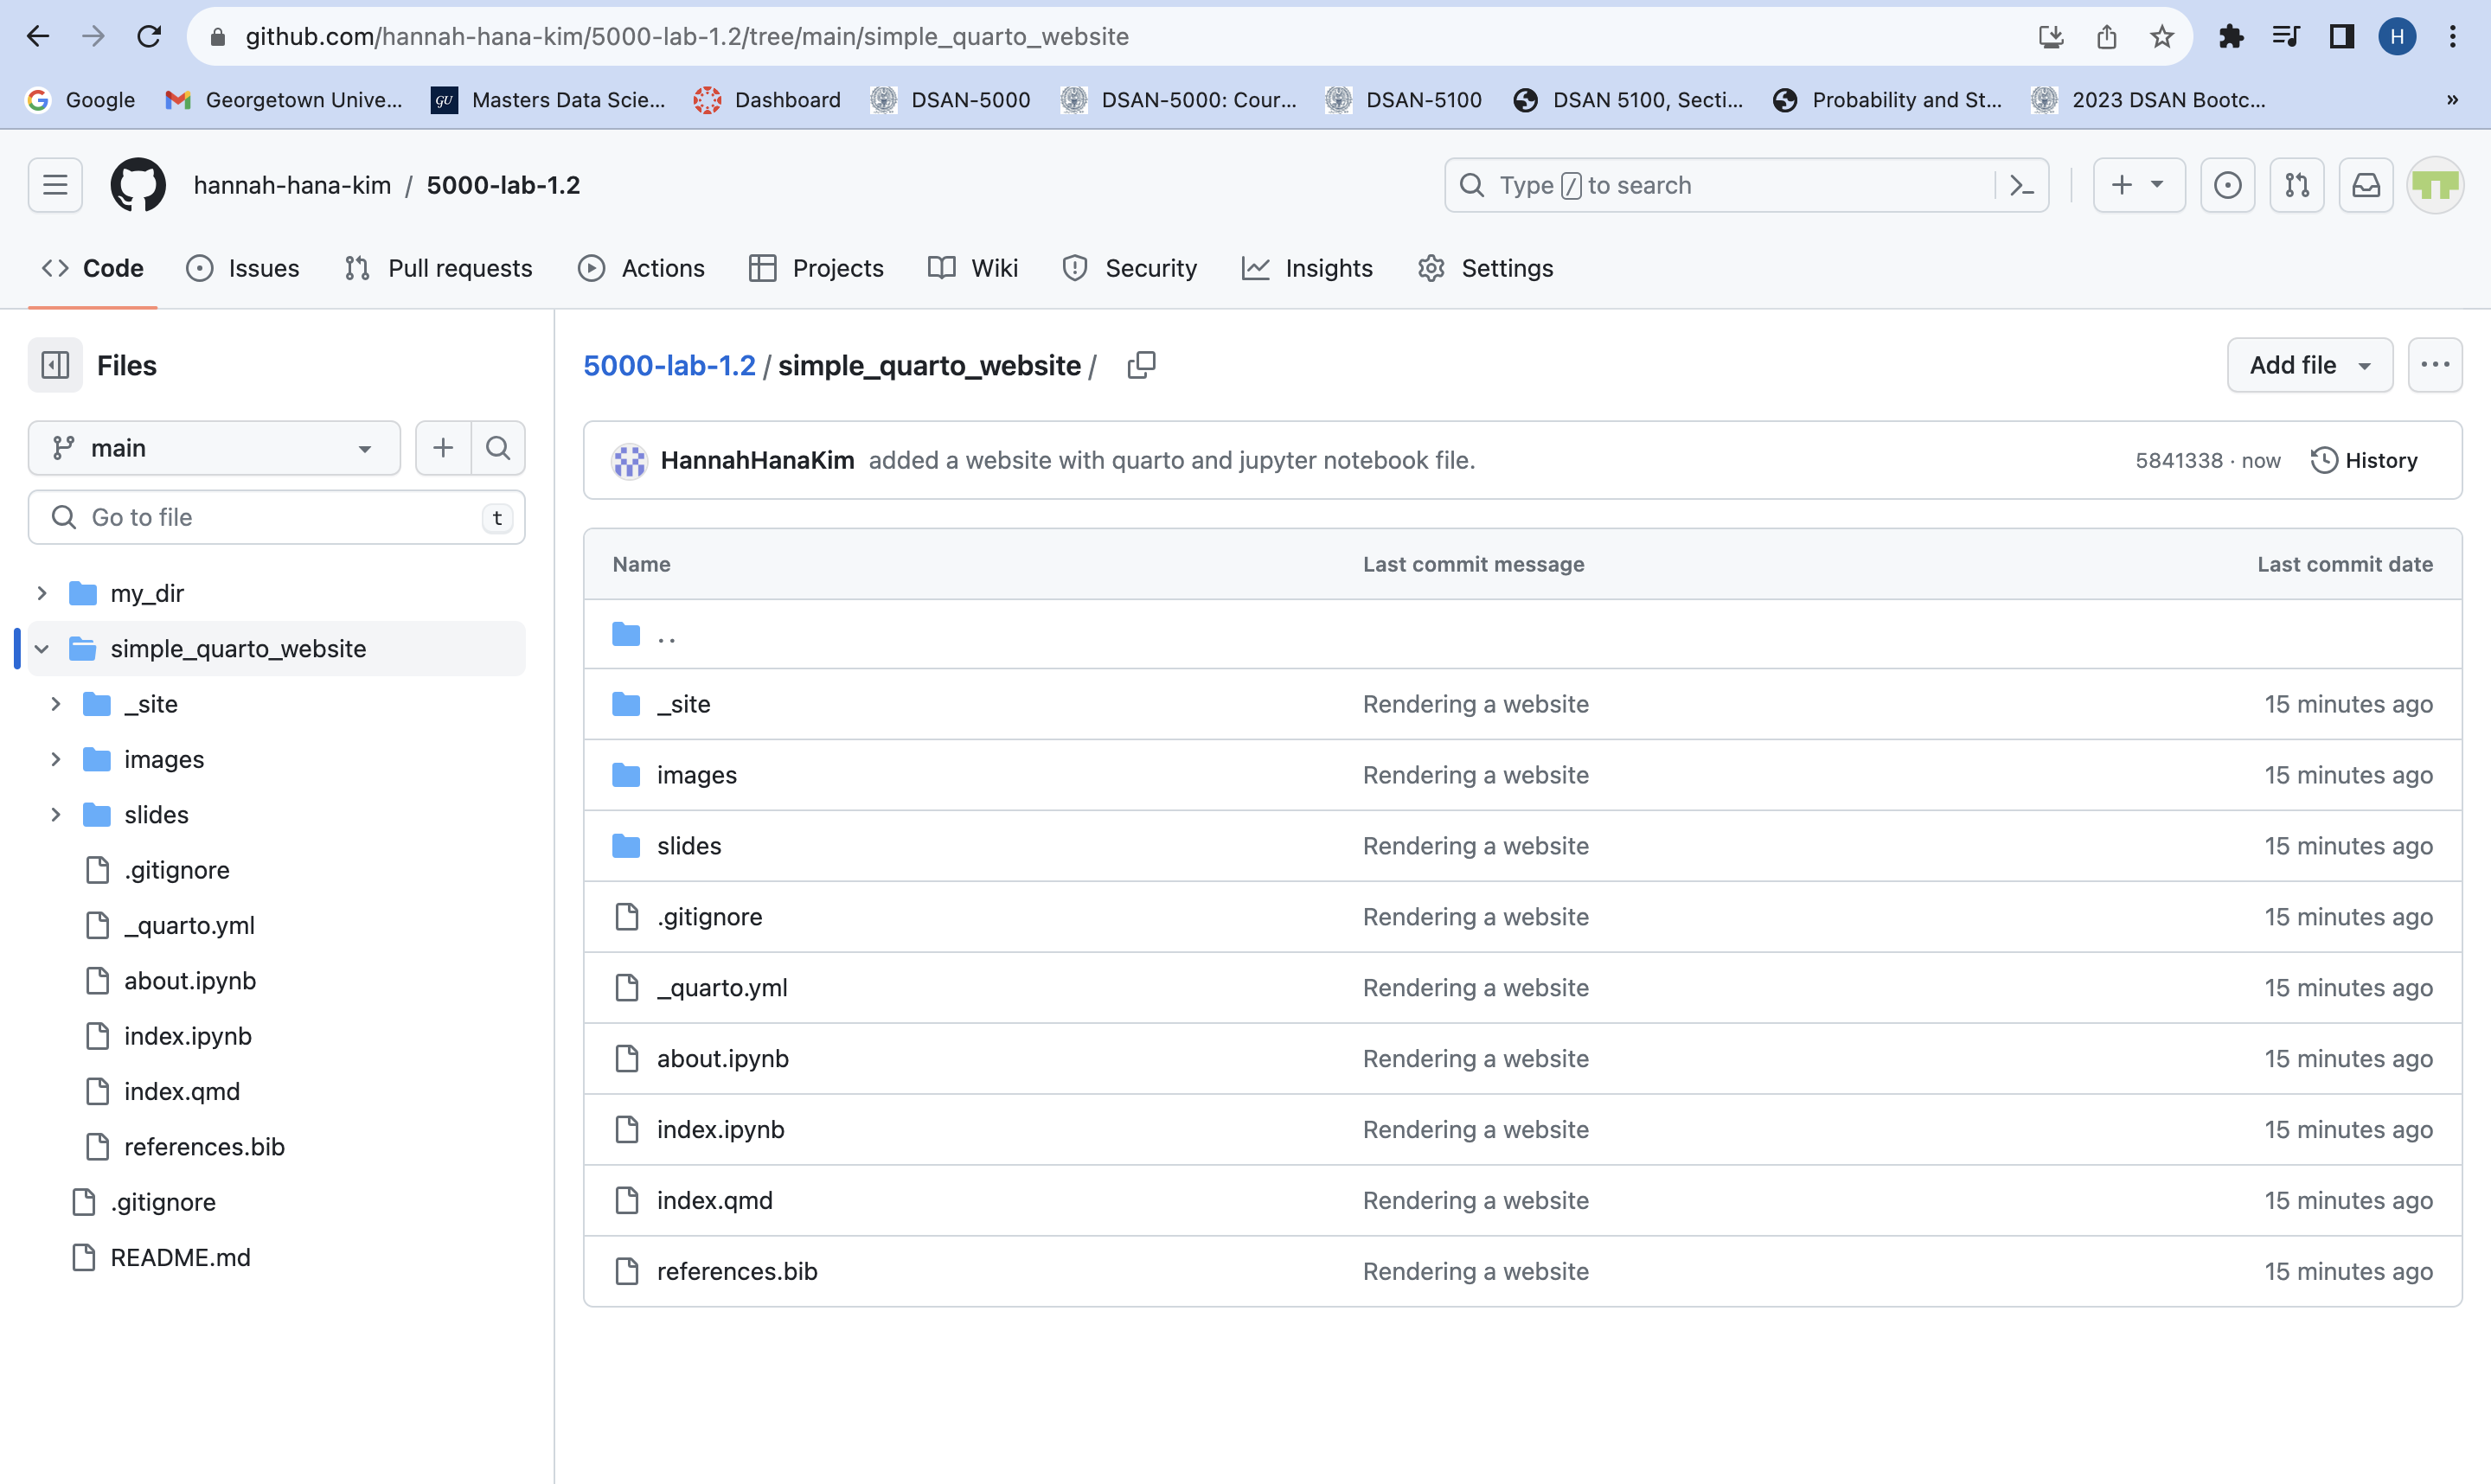 github.com/hannah-hana-kim/5000-lab-1.2/tree/main/simple_quarto_website
H
Google
Georgetown Unive...
GU
Masters Data Scie...
Dashboard
DSAN-5000
DSAN-5000: Cour...
DSAN-5100
DSAN 5100, Secti...
Probability and St...
2023 DSAN Bootc...
»
hannah-hana-kim / 5000-lab-1.2
Type / to search
Code
Issues
Pull requests
Actions
Projects
Wiki
Security
Insights
Settings
Files
main
Go to file
t
my_dir
simple_quarto_website
_site
images
slides
.gitignore
_quarto.yml
about.ipynb
index.ipynb
index.qmd
references.bib
.gitignore
README.md
5000-lab-1.2 / simple_quarto_website /
Add file
HannahHanaKim added a website with quarto and jupyter notebook file.
5841338 · now
History
Name Last commit message Last commit date
..
_site Rendering a website 15 minutes ago
images Rendering a website 15 minutes ago
slides Rendering a website 15 minutes ago
.gitignore Rendering a website 15 minutes ago
_quarto.yml Rendering a website 15 minutes ago
about.ipynb Rendering a website 15 minutes ago
index.ipynb Rendering a website 15 minutes ago
index.qmd Rendering a website 15 minutes ago
references.bib Rendering a website 15 minutes ago